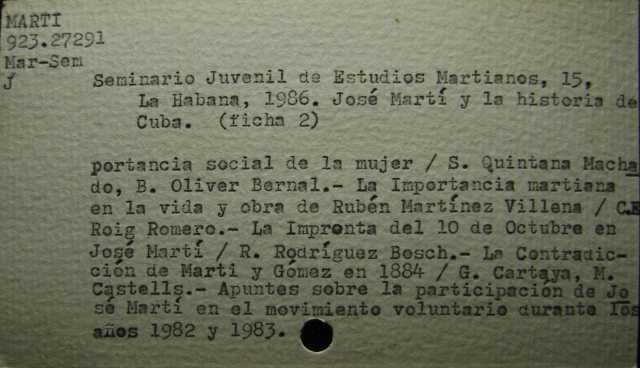 MARTI
923.27291
Mar-Sem
J
Seminario Juvenil de Estudios Martianos, 15,
La Habana, 1986. José Martí y la historia de
Cuba. (ficha 2)
portancia social de la mujer / S. Quintana Macha
do, B. Oliver Bernal.- La Importancia martiana
en la vida y obra de Rubén Martínez Villena / C.R
Roig Romero.- La Imprenta del 10 de Octubre en
José Martí / R. Rodríguez Bosch.- La Contradic-
ción de Marti y Gómez en 1884 / G. Cartaya, M.
Castells.- Apuntes sobre la participación de Jo
sé Martí en el movimiento voluntario durante los
años 1982 y 1983.